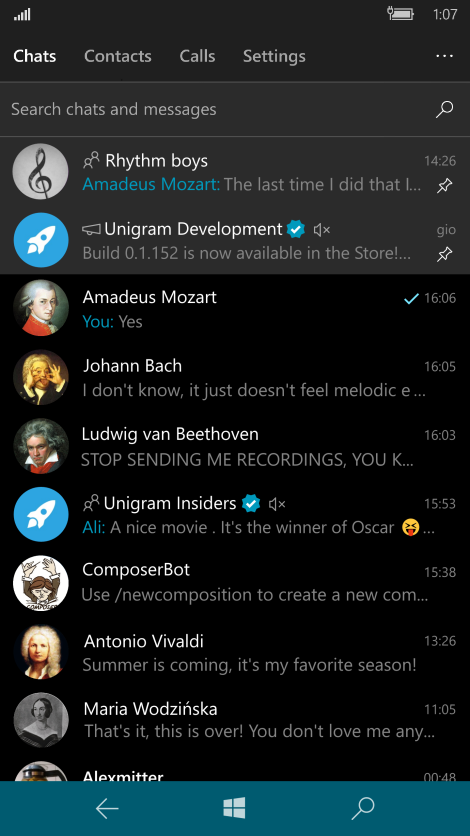 1:07
Chats Contacts Calls Settings ...
Search chats and messages
Rhythm boys 14:26
Amadeus Mozart: The last time I did that I...
Unigram Development gio
Build 0.1.152 is now available in the Store!...
Amadeus Mozart 16:06
You: Yes
Johann Bach 16:05
I don't know, it just doesn't feel melodic e...
Ludwig van Beethoven 16:03
STOP SENDING ME RECORDINGS, YOU K...
Unigram Insiders 15:53
Ali: A nice movie . It's the winner of Oscar 😝...
ComposerBot 15:38
Use /newcomposition to create a new com...
COMPOSER
Antonio Vivaldi 13:26
Summer is coming, it's my favorite season!
Maria Wodzińska 11:05
That's it, this is over! You don't love me any...
Alexmitter 00:48